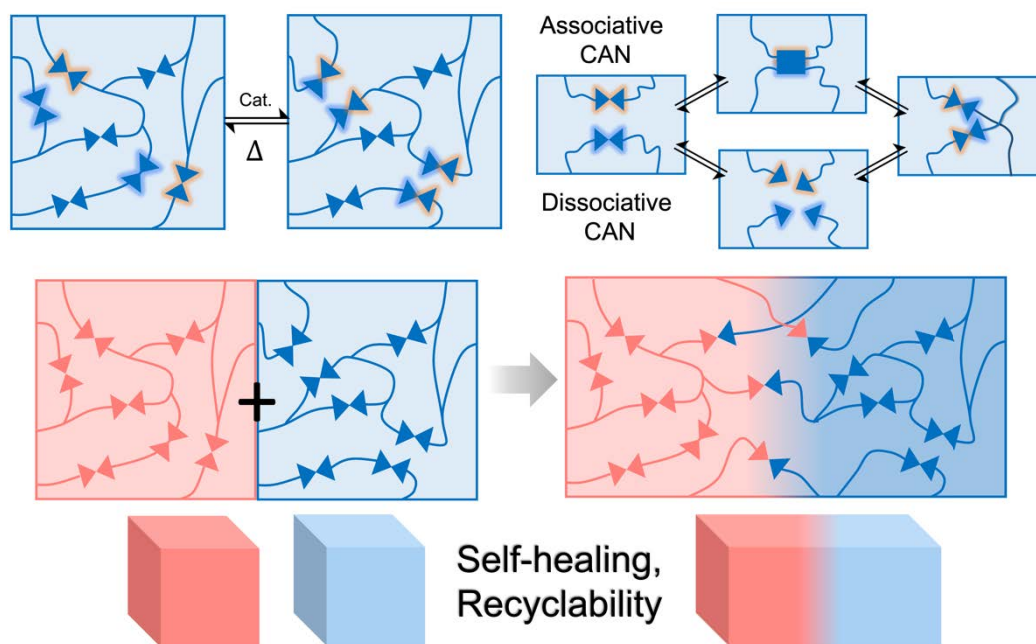 Cat.
Δ
Associative
CAN
Dissociative
CAN
+
Self-healing,
Recyclability